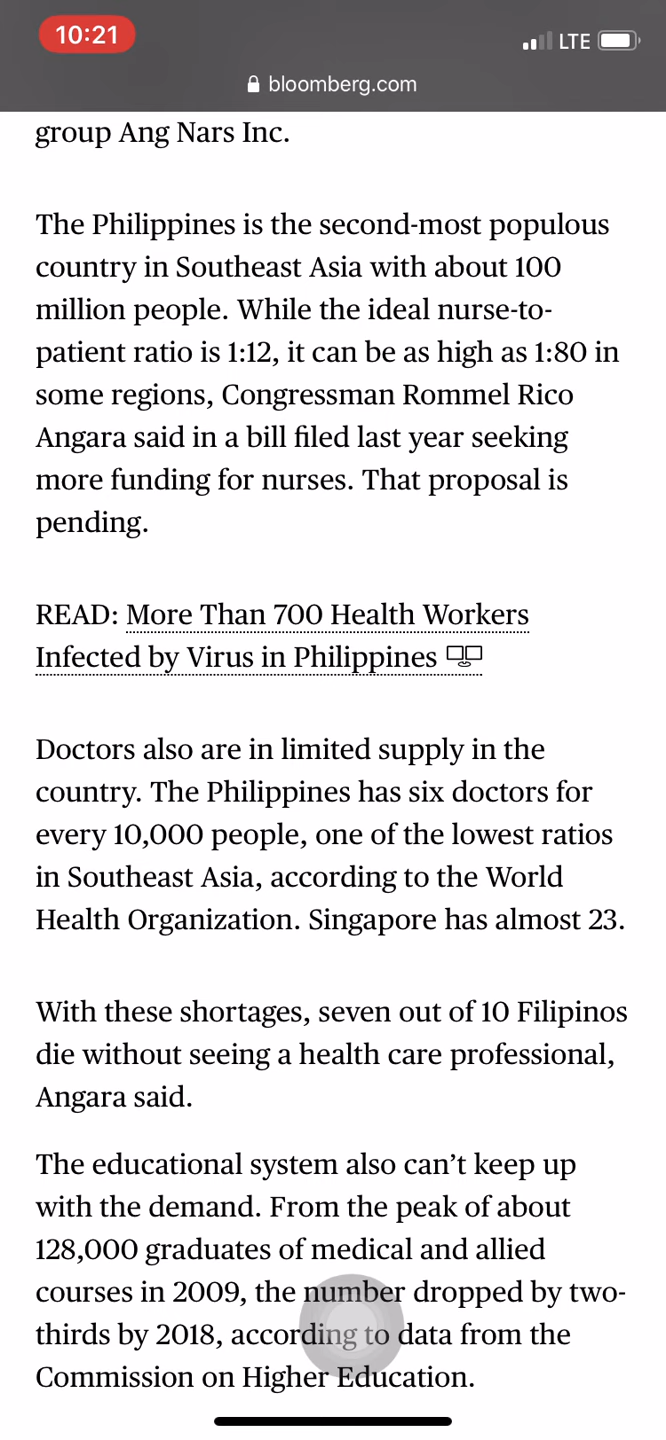 10:21
LTE
bloomberg.com
group Ang Nars Inc.
The Philippines is the second-most populous
country in Southeast Asia with about 100
million people. While the ideal nurse-to-
patient ratio is 1:12, it can be as high as 1:80 in
some regions, Congressman Rommel Rico
Angara said in a bill filed last year seeking
more funding for nurses. That proposal is
pending.
READ: More Than 700 Health Workers
Infected by Virus in Philippines
Doctors also are in limited supply in the
country. The Philippines has six doctors for
every 10,000 people, one of the lowest ratios
in Southeast Asia, according to the World
Health Organization. Singapore has almost 23.
With these shortages, seven out of 10 Filipinos
die without seeing a health care professional,
Angara said.
The educational system also can’t keep up
with the demand. From the peak of about
128,000 graduates of medical and allied
courses in 2009, the number dropped by two-
thirds by 2018, according to data from the
Commission on Higher Education.